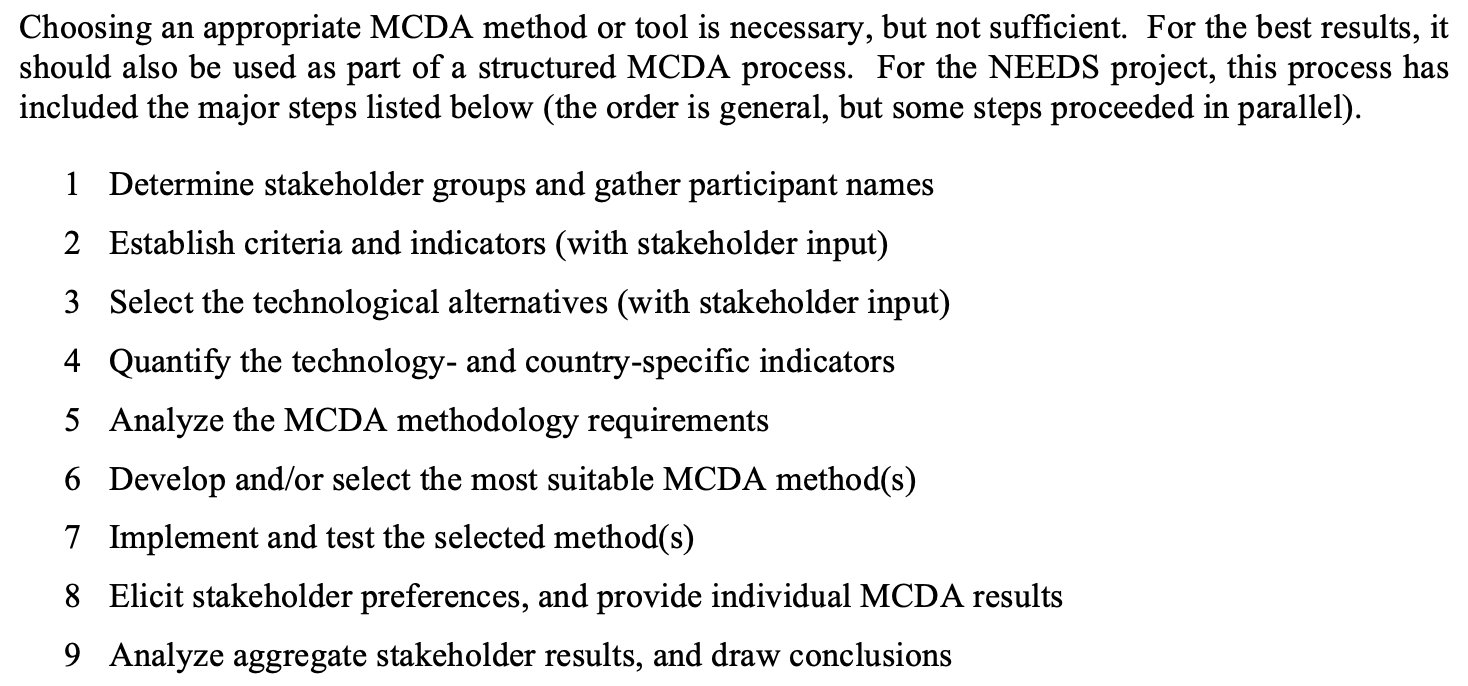 Choosing an appropriate MCDA method or tool is necessary, but not sufficient.  For the best results, it
should also be used as part of a structured MCDA process.  For the NEEDS project, this process has
included the major steps listed below (the order is general, but some steps proceeded in parallel).
1 Determine stakeholder groups and gather participant names
2 Establish criteria and indicators (with stakeholder input)
3 Select the technological alternatives (with stakeholder input)
4 Quantify the technology- and country-specific indicators
5 Analyze the MCDA methodology requirements
6 Develop and/or select the most suitable MCDA method(s)
7 Implement and test the selected method(s)
8 Elicit stakeholder preferences, and provide individual MCDA results
9 Analyze aggregate stakeholder results, and draw conclusions